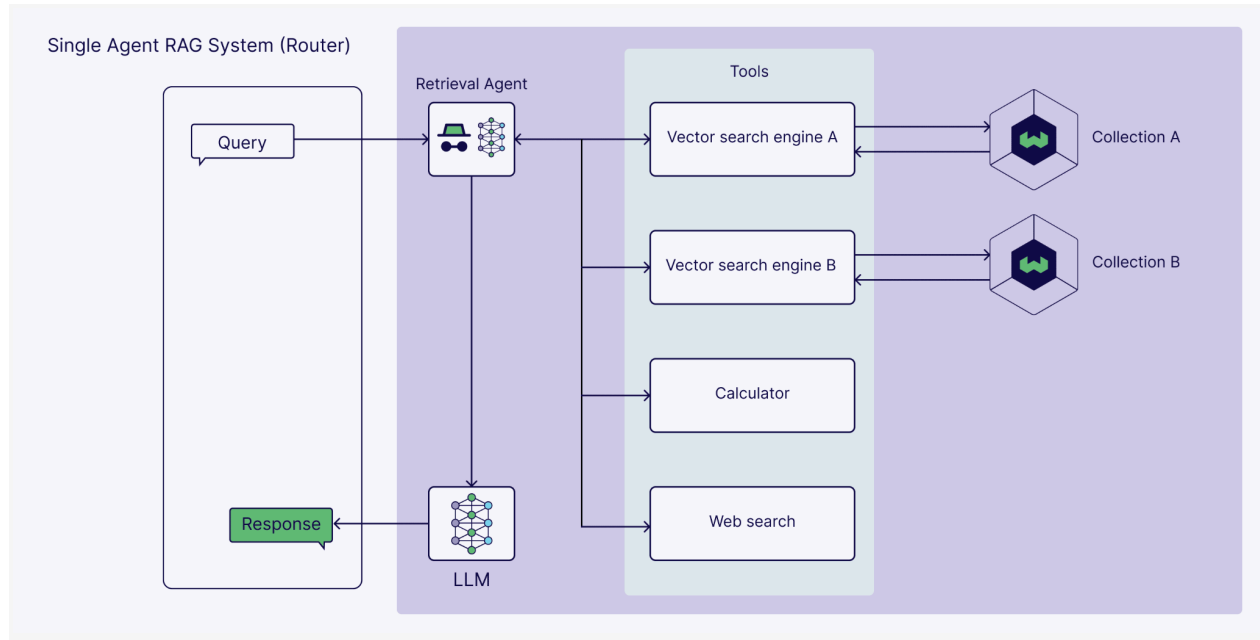 Single Agent RAG System (Router)
Retrieval Agent
Tools
Query
Vector search engine A
Collection A
Vector search engine B
Collection B
Calculator
Web search
Response
LLM